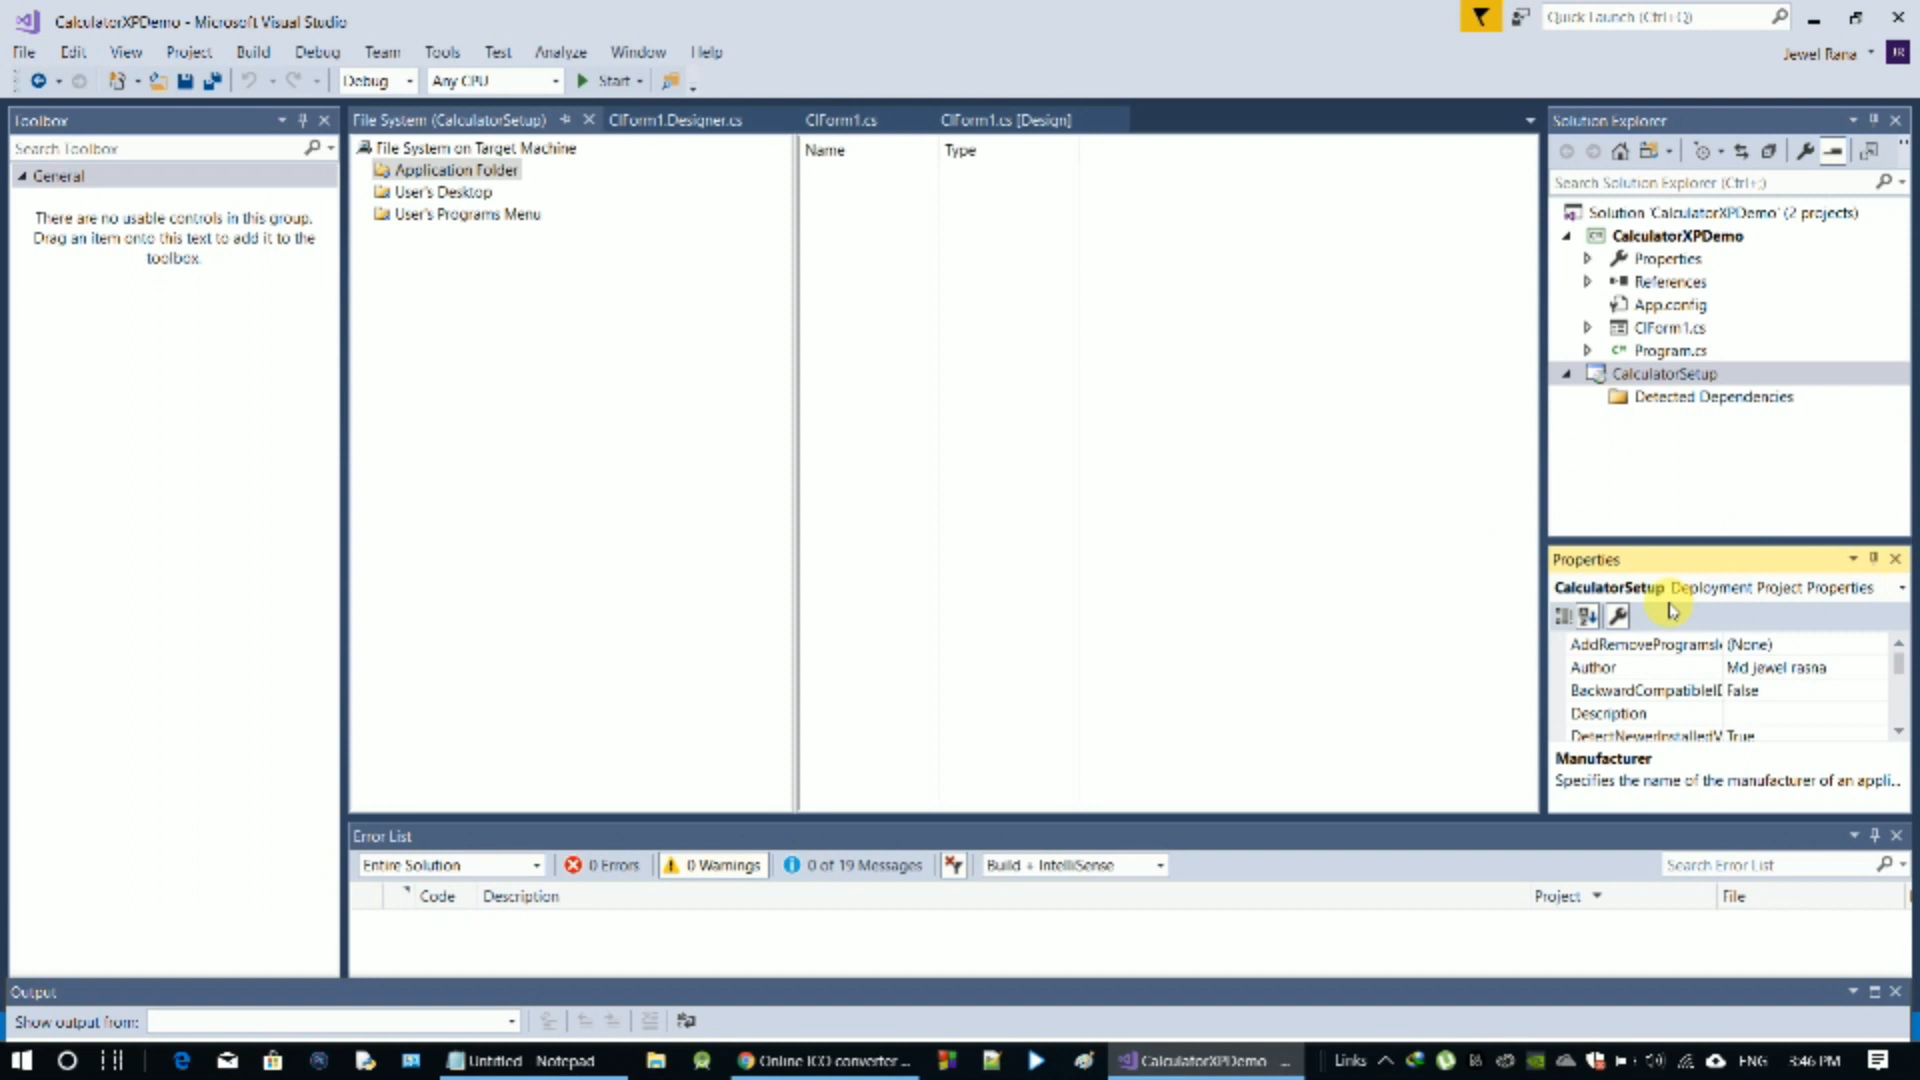 CalculatorXPDemo - Microsoft Visual Studio
Quick Launch (Ctrl+Q)
File Edit View Project Build Debug Team Tools Test Analyze Window Help
Jewel Rana
JR
Debug Any CPU Start
Toolbox
Search Toolbox
General
There are no usable controls in this group.
Drag an item onto this text to add it to the
toolbox.
File System (CalculatorSetup) ClForm1.Designer.cs ClForm1.cs ClForm1.cs [Design]
File System on Target Machine
Application Folder
User's Desktop
User's Programs Menu
Name Type
Solution Explorer
Search Solution Explorer (Ctrl+;)
Solution 'CalculatorXPDemo' (2 projects)
CalculatorXPDemo
Properties
References
App.config
ClForm1.cs
Program.cs
CalculatorSetup
Detected Dependencies
Properties
CalculatorSetup Deployment Project Properties
AddRemoveProgramsI (None)
Author Md jewel rasna
BackwardCompatibleI False
Description
DetectNewerInstalledV True
Manufacturer
Specifies the name of the manufacturer of an appli...
Error List
Entire Solution 0 Errors 0 Warnings 0 of 19 Messages Build + IntelliSense Search Error List
Code Description Project File
Output
Show output from:
Untitled Notepad Online ICO converter ... CalculatorXPDemo ... Links ENG 3:46 PM